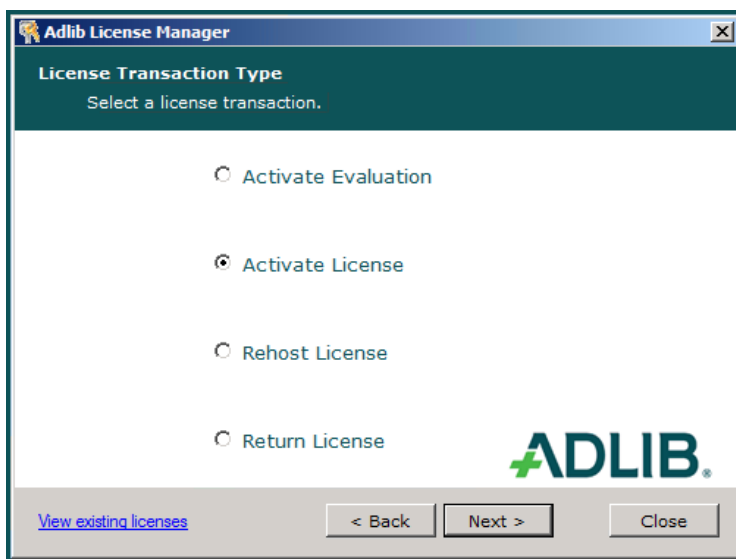 Adlib License Manager
License Transaction Type
Select a license transaction.
Activate Evaluation
Activate License
Rehost License
Return License
ADLIB®
View existing licenses
< Back
Next >
Close